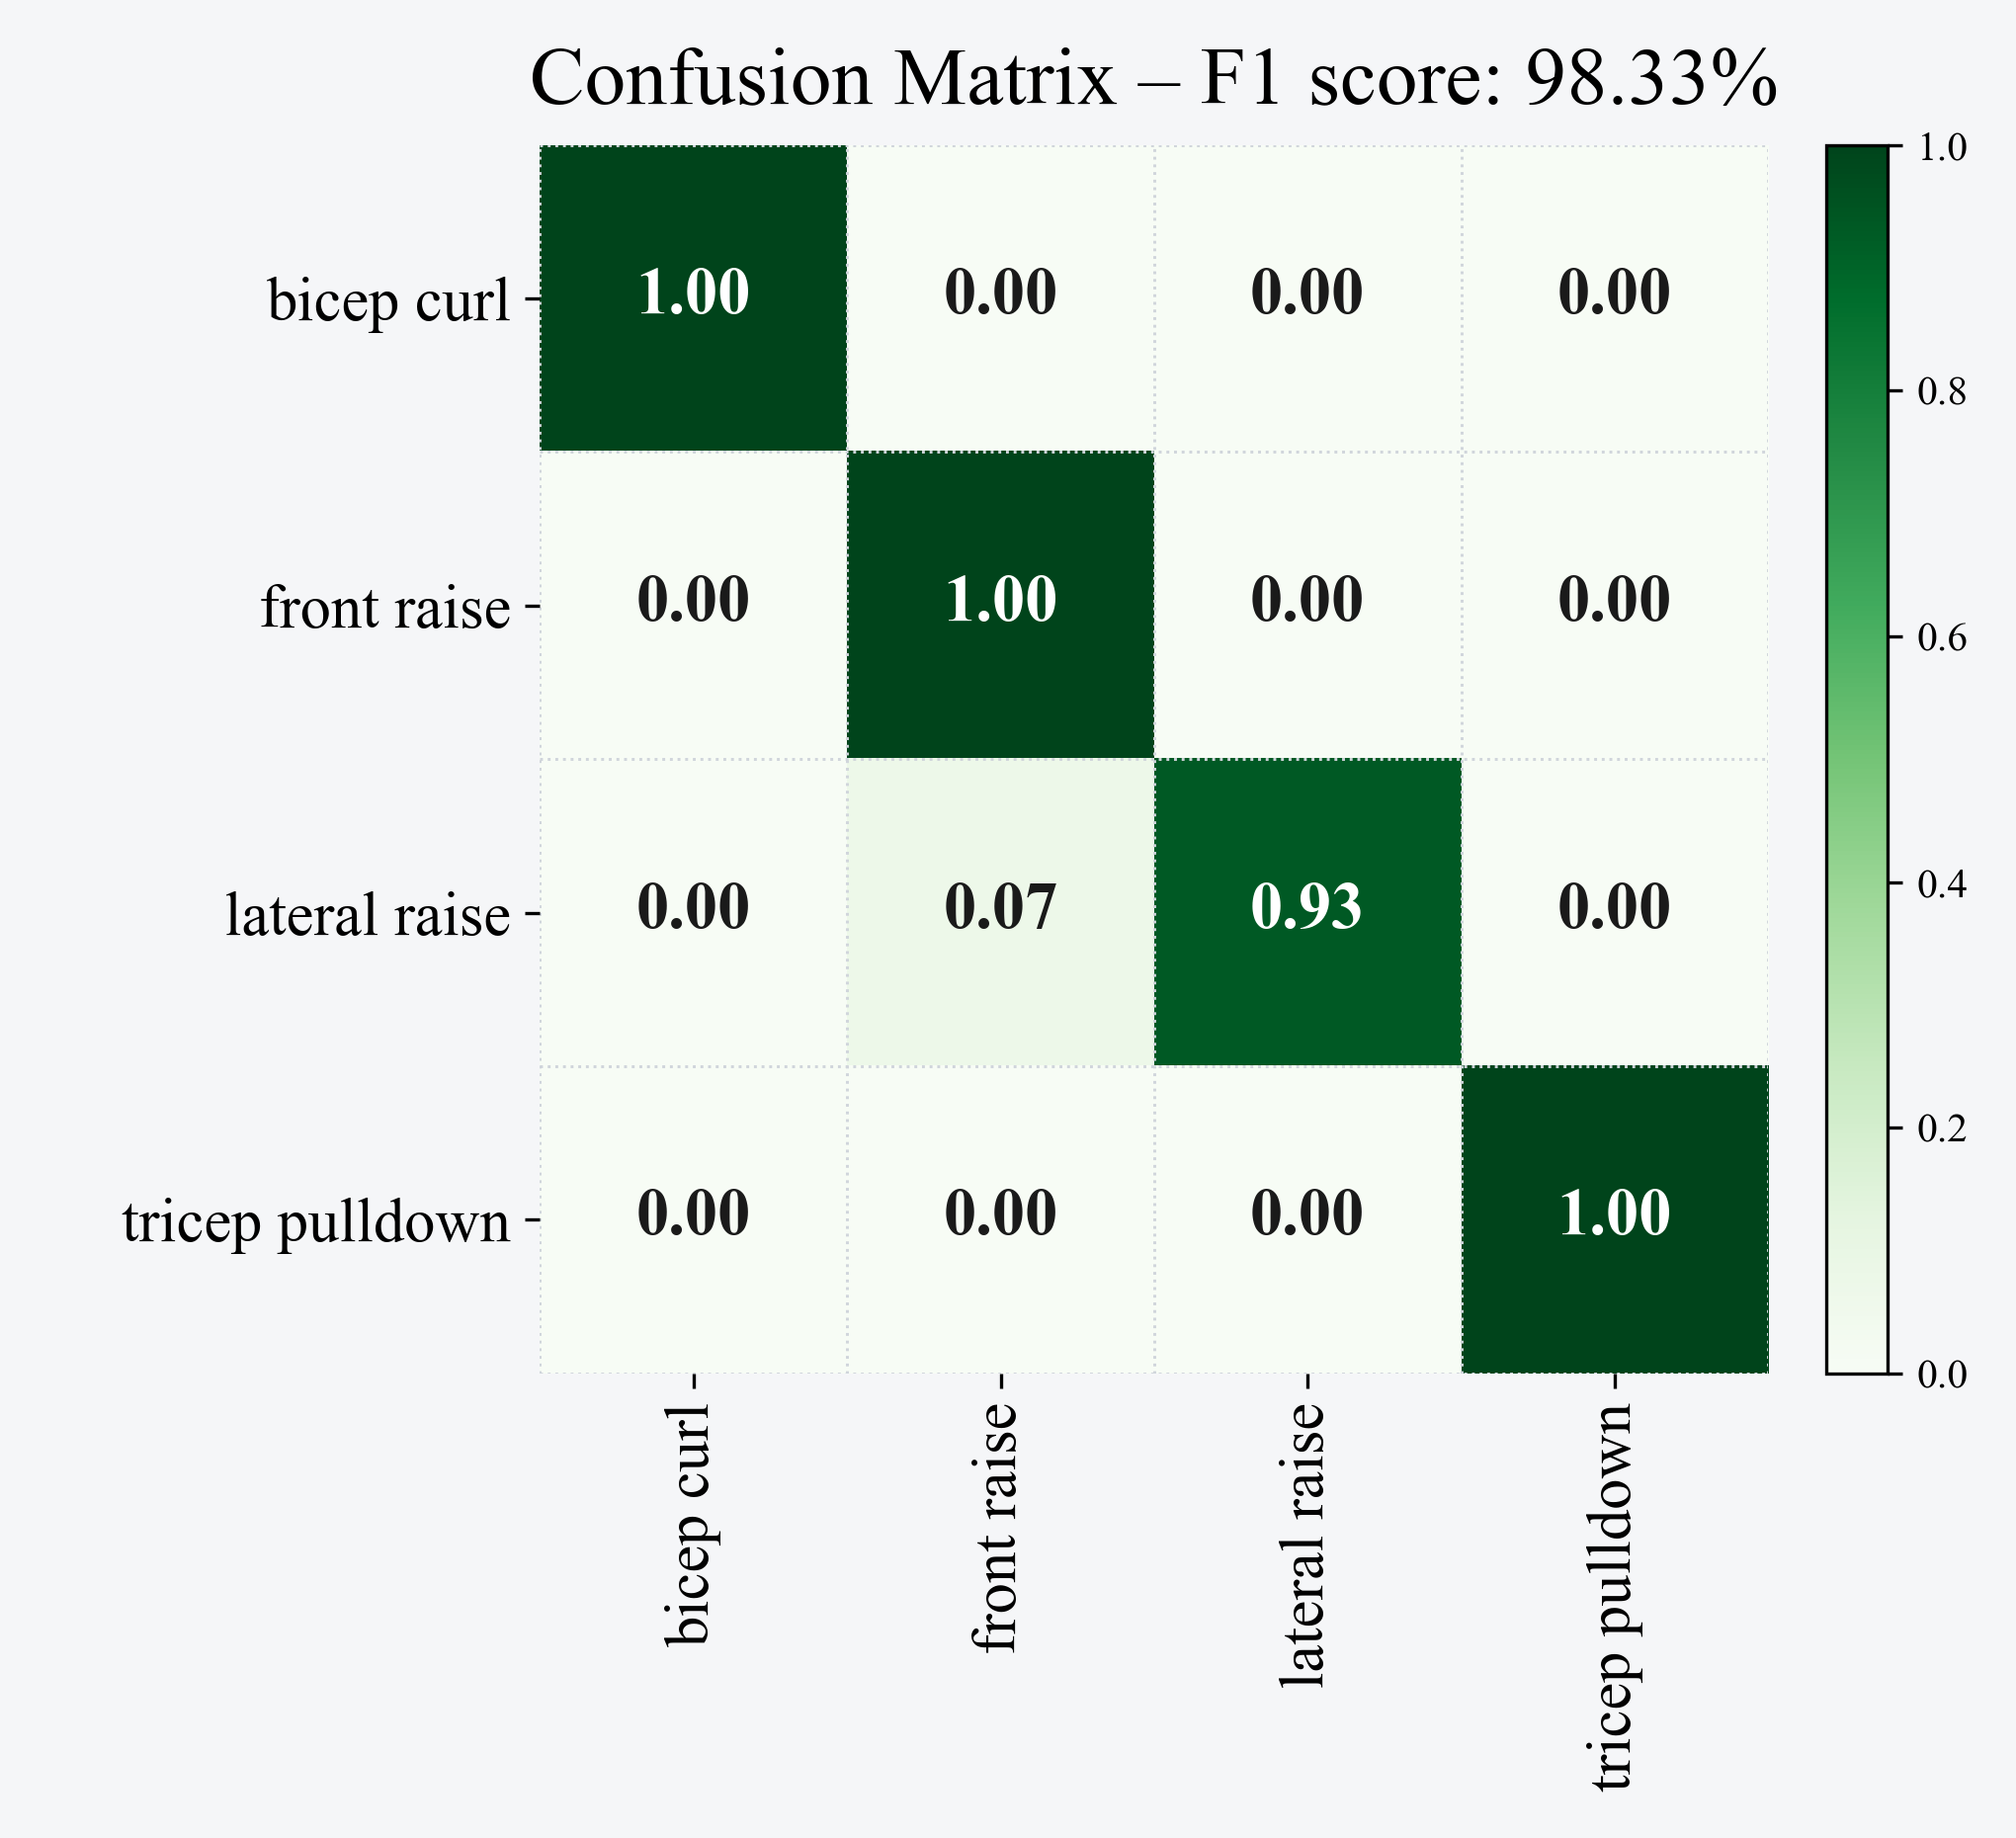 Confusion Matrix – F1 score: 98.33%
1.0
bicep curl 1.00 0.00 0.00 0.00
0.8
front raise 0.00 1.00 0.00 0.00
0.6
0.4
lateral raise 0.00 0.07 0.93 0.00
0.2
tricep pulldown 0.00 0.00 0.00 1.00
0.0
bicep curl
front raise
lateral raise
tricep pulldown